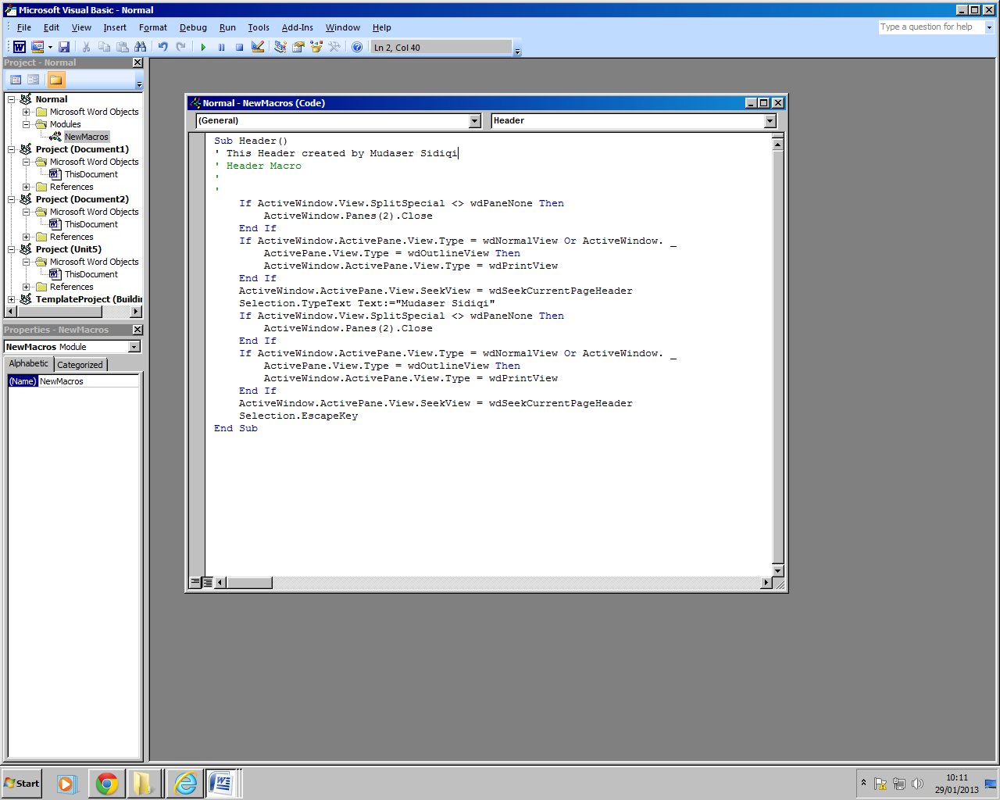 Microsoft Visual Basic - Normal
File Edit View Insert Format Debug Run Tools Add-Ins Window Help
Type a question for help
Ln 2, Col 40
Project - Normal
Normal
Microsoft Word Objects
Modules
NewMacros
Project (Document1)
Microsoft Word Objects
ThisDocument
References
Project (Document2)
Microsoft Word Objects
ThisDocument
References
Project (Unit5)
Microsoft Word Objects
ThisDocument
References
TemplateProject (Buildin
Properties - NewMacros
NewMacros Module
Alphabetic Categorized
(Name) NewMacros
Normal - NewMacros (Code)
(General) Header
Sub Header()
' This Header created by Mudaser Sidiqi
' Header Macro
'
'
If ActiveWindow.View.SplitSpecial <> wdPaneNone Then
ActiveWindow.Panes(2).Close
End If
If ActiveWindow.ActivePane.View.Type = wdNormalView Or ActiveWindow. _
ActivePane.View.Type = wdOutlineView Then
ActiveWindow.ActivePane.View.Type = wdPrintView
End If
ActiveWindow.ActivePane.View.SeekView = wdSeekCurrentPageHeader
Selection.TypeText Text:="Mudaser Sidiqi"
If ActiveWindow.View.SplitSpecial <> wdPaneNone Then
ActiveWindow.Panes(2).Close
End If
If ActiveWindow.ActivePane.View.Type = wdNormalView Or ActiveWindow. _
ActivePane.View.Type = wdOutlineView Then
ActiveWindow.ActivePane.View.Type = wdPrintView
End If
ActiveWindow.ActivePane.View.SeekView = wdSeekCurrentPageHeader
Selection.EscapeKey
End Sub
Start
10:11
29/01/2013